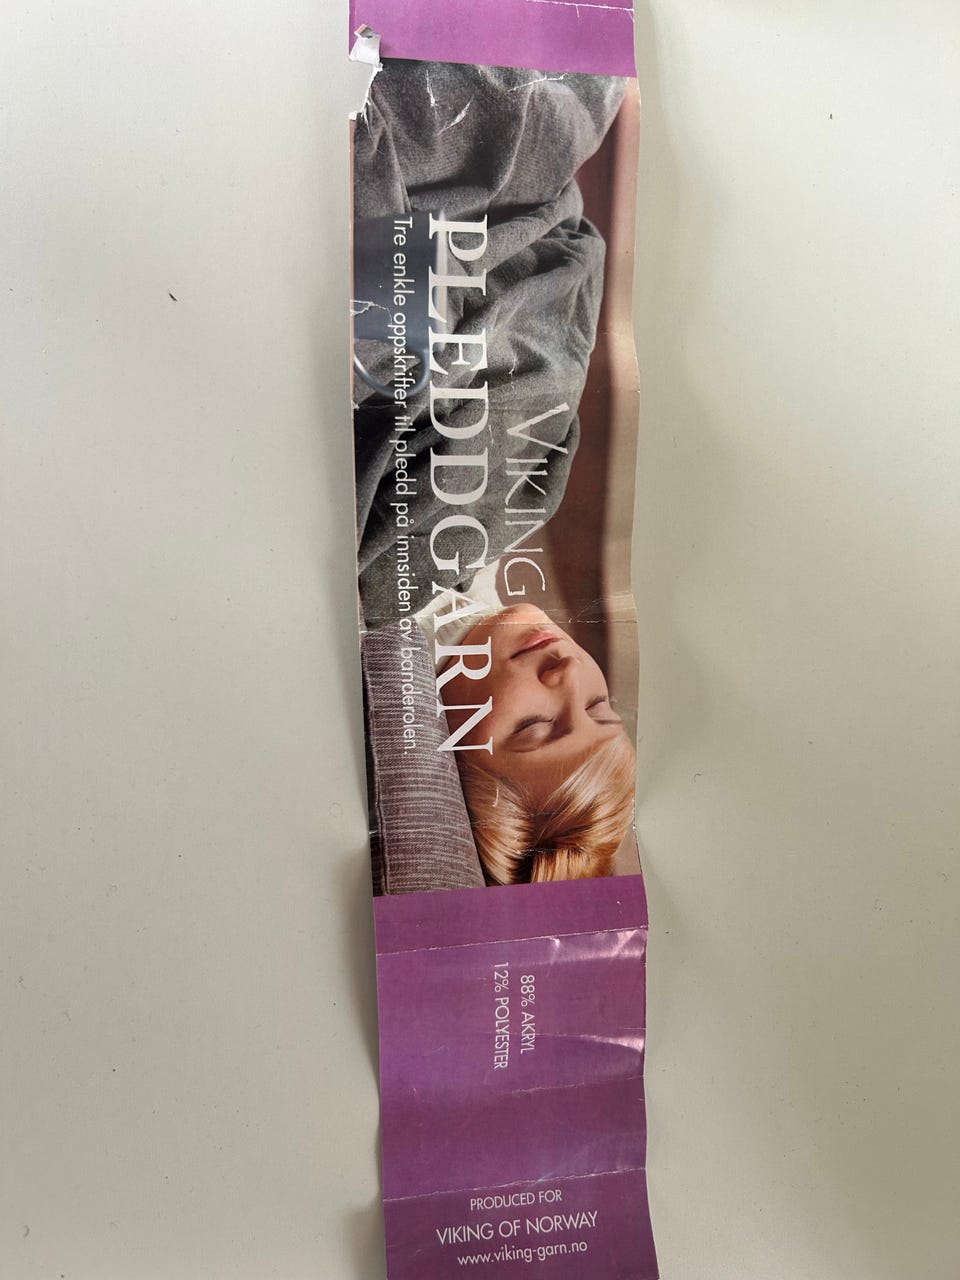 VIKING
PLEDDGARN
Tre enkle oppskrifter til pledd på innsiden av banderolen.
88% AKRYL
12% POLYESTER
PRODUCED FOR
VIKING OF NORWAY
www.viking-garn.no